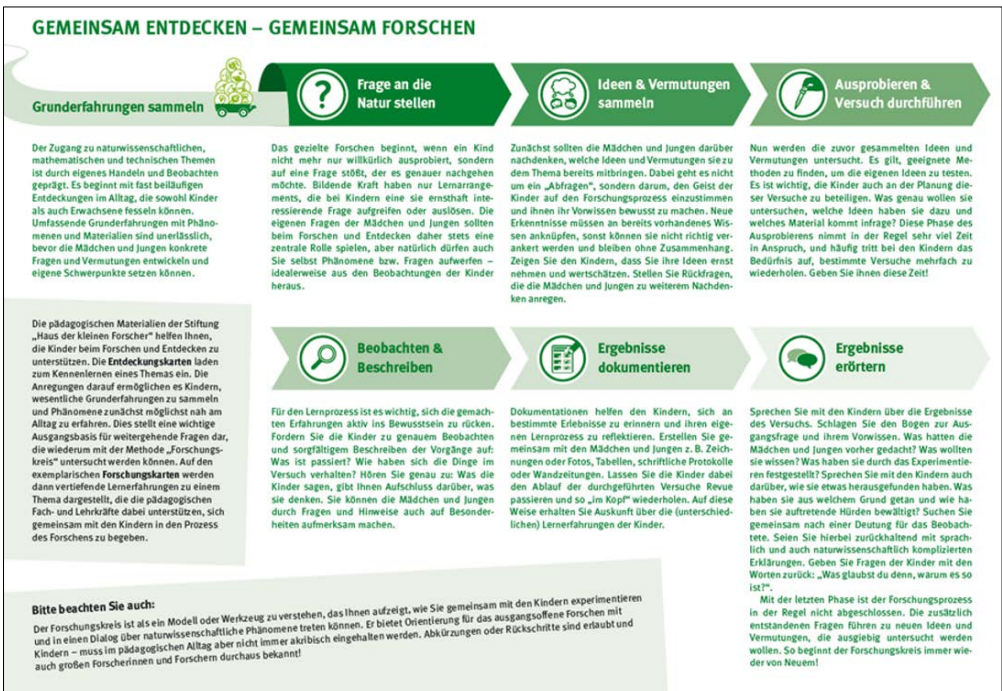 GEMEINSAM ENTDECKEN – GEMEINSAM FORSCHEN
Grunderfahrungen sammeln
Der Zugang zu naturwissenschaftlichen,
mathematischen und technischen Themen
ist durch eigenes Handeln und Beobachten
geprägt. Es beginnt mit fast beiläufigen
Entdeckungen im Alltag, die sowohl Kinder
als auch Erwachsene fesseln können.
Umfassende Grunderfahrungen mit Phäno-
menen und Materialien sind unerlässlich,
bevor die Mädchen und Jungen konkrete
Fragen und Vermutungen entwickeln und
eigene Schwerpunkte setzen können.
Frage an die
Natur stellen
Das gezielte Forschen beginnt, wenn ein Kind
nicht mehr nur willkürlich ausprobiert, sondern
auf eine Frage stößt, der es genauer nachgehen
möchte. Bildende Kraft haben nur Lernarrange-
ments, die bei Kindern eine sie ernsthaft inte-
ressierende Frage aufgreifen oder auslösen. Die
eigenen Fragen der Mädchen und Jungen sollten
beim Forschen und Entdecken daher stets eine
zentrale Rolle spielen, aber natürlich dürfen auch
Sie selbst Phänomene bzw. Fragen aufwerfen –
idealerweise aus den Beobachtungen der Kinder
heraus.
Ideen & Vermutungen
sammeln
Zunächst sollten die Mädchen und Jungen darüber
nachdenken, welche Ideen und Vermutungen sie zu
dem Thema bereits mitbringen. Dabei geht es nicht
um ein „Abfragen“, sondern darum, den Geist der
Kinder auf den Forschungsprozess einzustimmen
und ihnen ihr Vorwissen bewusst zu machen. Neue
Erkenntnisse müssen an bereits vorhandenes Wis-
sen anknüpfen, sonst können sie nicht richtig ver-
ankert werden und bleiben ohne Zusammenhang.
Zeigen Sie den Kindern, dass Sie ihre Ideen ernst
nehmen und wertschätzen. Stellen Sie Rückfragen,
die die Mädchen und Jungen zu weiterem Nachden-
ken anregen.
Ausprobieren &
Versuch durchführen
Nun werden die zuvor gesammelten Ideen und
Vermutungen untersucht. Es gilt, geeignete Me-
thoden zu finden, um die eigenen Ideen zu testen.
Es ist wichtig, die Kinder auch an der Planung die-
ser Versuche zu beteiligen. Was genau wollen sie
untersuchen, welche Ideen haben sie dazu und
welches Material kommt infrage? Diese Phase des
Ausprobierens nimmt in der Regel sehr viel Zeit
in Anspruch, und häufig tritt bei den Kindern das
Bedürfnis auf, bestimmte Versuche mehrfach zu
wiederholen. Geben Sie ihnen diese Zeit!
Die pädagogischen Materialien der Stiftung
„Haus der kleinen Forscher“ helfen Ihnen,
die Kinder beim Forschen und Entdecken zu
unterstützen. Die Entdeckungskarten laden
zum Kennenlernen eines Themas ein. Die
Anregungen darauf ermöglichen es Kindern,
wesentliche Grunderfahrungen zu sammeln
und Phänomene zunächst möglichst nah am
Alltag zu erfahren. Dies stellt eine wichtige
Ausgangsbasis für weitergehende Fragen dar,
die wiederum mit der Methode „Forschungs-
kreis“ untersucht werden können. Auf den
exemplarischen Forschungskarten werden
dann vertiefende Lernerfahrungen zu einem
Thema dargestellt, die die pädagogischen
Fach- und Lehrkräfte dabei unterstützen, sich
gemeinsam mit den Kindern in den Prozess
des Forschens zu begeben.
Beobachten &
Beschreiben
Für den Lernprozess ist es wichtig, sich die gemach-
ten Erfahrungen aktiv ins Bewusstsein zu rücken.
Fordern Sie die Kinder zu genauem Beobachten
und sorgfältigem Beschreiben der Vorgänge auf:
Was ist passiert? Wie haben sich die Dinge im
Versuch verhalten? Hören Sie genau zu: Was die
Kinder sagen, gibt Ihnen Aufschluss darüber, was
sie denken. Sie können die Mädchen und Jungen
durch Fragen und Hinweise auch auf Besonder-
heiten aufmerksam machen.
Ergebnisse
dokumentieren
Dokumentationen helfen den Kindern, sich an
bestimmte Erlebnisse zu erinnern und ihren eige-
nen Lernprozess zu reflektieren. Erstellen Sie ge-
meinsam mit den Mädchen und Jungen z. B. Zeich-
nungen oder Fotos, Tabellen, schriftliche Protokolle
oder Wandzeitungen. Lassen Sie die Kinder dabei
den Ablauf der durchgeführten Versuche Revue
passieren und so „im Kopf“ wiederholen. Auf diese
Weise erhalten Sie Auskunft über die (unterschied-
lichen) Lernerfahrungen der Kinder.
Ergebnisse
erörtern
Sprechen Sie mit den Kindern über die Ergebnisse
des Versuchs. Schlagen Sie den Bogen zur Aus-
gangsfrage und ihrem Vorwissen. Was hatten die
Mädchen und Jungen vorher gedacht? Was wollten
sie wissen? Was haben sie durch das Experimentie-
ren festgestellt? Sprechen Sie mit den Kindern auch
darüber, wie sie etwas herausgefunden haben. Was
haben sie aus welchem Grund getan und wie ha-
ben sie auftretende Hürden bewältigt? Suchen Sie
gemeinsam nach einer Deutung für das Beobach-
tete. Seien Sie hierbei zurückhaltend mit sprach-
lich und auch naturwissenschaftlich komplizierten
Erklärungen. Geben Sie Fragen der Kinder mit den
Worten zurück: „Was glaubst du denn, warum es so
ist?“.
Mit der letzten Phase ist der Forschungsprozess
in der Regel nicht abgeschlossen. Die zusätzlich
entstandenen Fragen führen zu neuen Ideen und
Vermutungen, die ausgiebig untersucht werden
wollen. So beginnt der Forschungskreis immer wie-
der von Neuem!
Bitte beachten Sie auch:
Der Forschungskreis ist als ein Modell oder Werkzeug zu verstehen, das Ihnen aufzeigt, wie Sie gemeinsam mit den Kindern experimentieren
und in einen Dialog über naturwissenschaftliche Phänomene treten können. Er bietet Orientierung für das ausgangsoffene Forschen mit
Kindern – muss im pädagogischen Alltag aber nicht immer akribisch eingehalten werden. Abkürzungen oder Rückschritte sind erlaubt und
auch großen Forscherinnen und Forschern durchaus bekannt!